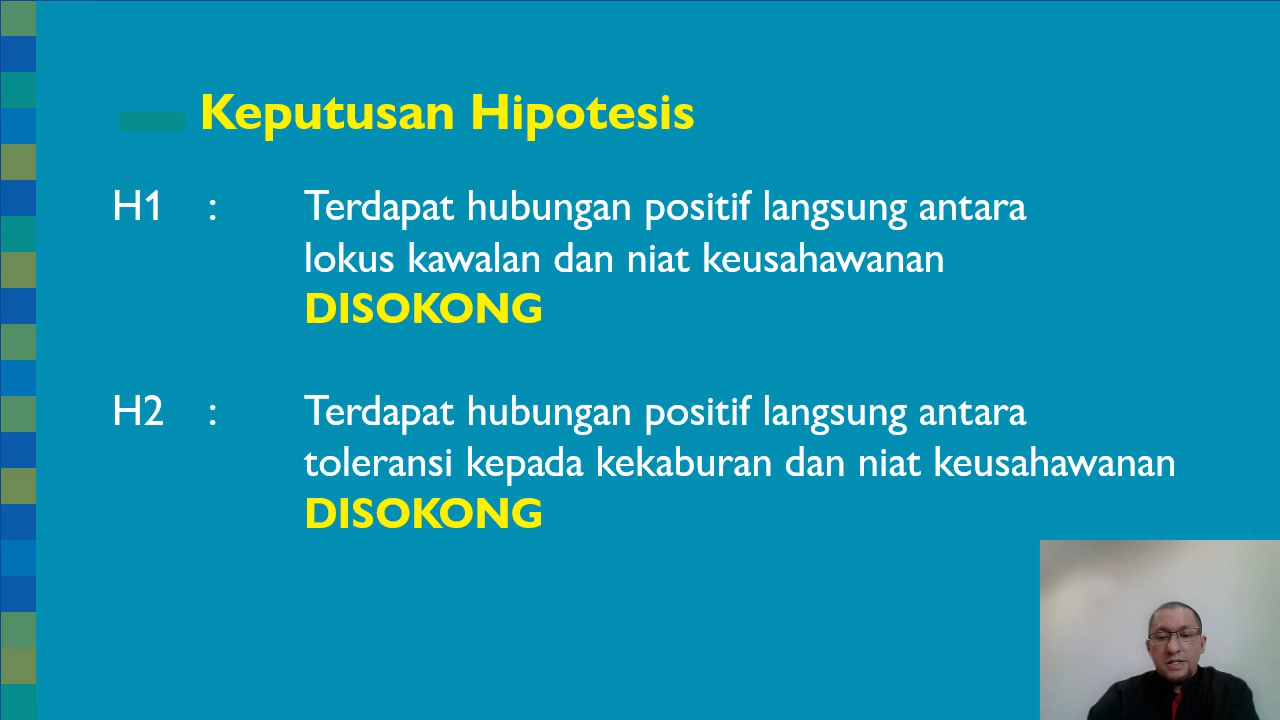 Keputusan Hipotesis
H1 : Terdapat hubungan positif langsung antara
lokus kawalan dan niat keusahawanan
DISOKONG
H2 : Terdapat hubungan positif langsung antara
toleransi kepada kekaburan dan niat keusahawanan
DISOKONG